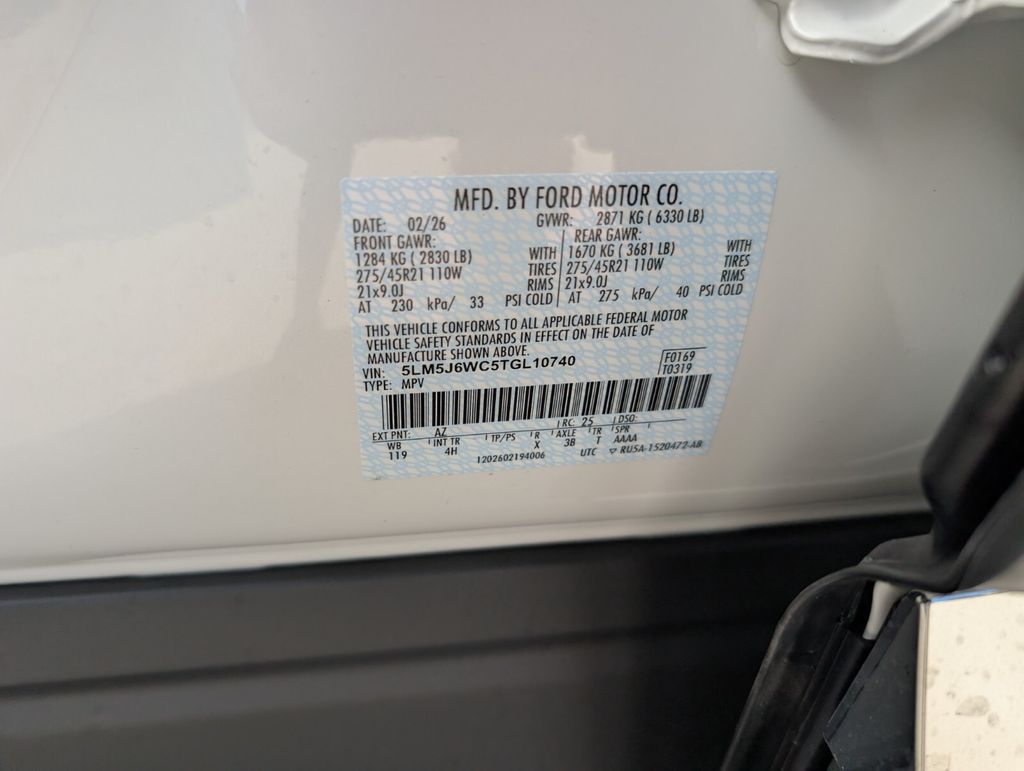 MFD. BY FORD MOTOR CO.
DATE: 02/26 GVWR: 2871 KG ( 6330 LB)
FRONT GAWR: REAR GAWR:
1284 KG ( 2830 LB) WITH 1670 KG ( 3681 LB) WITH
275/45R21 110W TIRES 275/45R21 110W TIRES
21x9.0J RIMS 21x9.0J RIMS
AT 230 kPa/ 33 PSI COLD AT 275 kPa/ 40 PSI COLD
THIS VEHICLE CONFORMS TO ALL APPLICABLE FEDERAL MOTOR
VEHICLE SAFETY STANDARDS IN EFFECT ON THE DATE OF
MANUFACTURE SHOWN ABOVE.
VIN: 5LM5J6WC5TGL10740 F0169
TYPE: MPV T0319
EXT PNT: AZ RC: 25 DSO:
WB INT TR TP/PS R AXLE TR SPR
119 4H X 3B T AAAA
1202602194006 UTC ▽ RU5A-1520472-AB